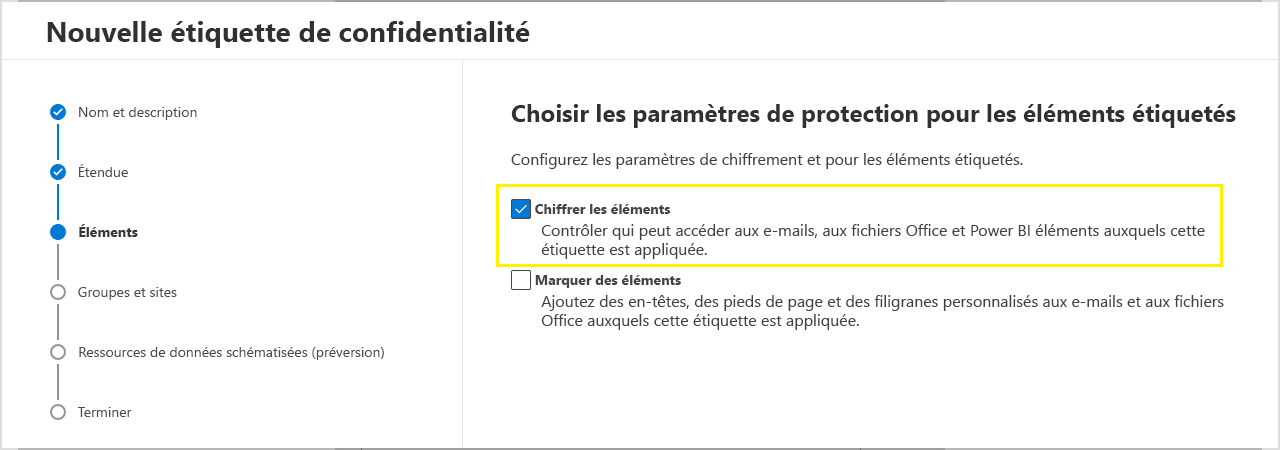 Nouvelle étiquette de confidentialité
Nom et description
Étendue
Éléments
Groupes et sites
Ressources de données schématisées (préversion)
Terminer
Choisir les paramètres de protection pour les éléments étiquetés
Configurez les paramètres de chiffrement et pour les éléments étiquetés.
Chiffrer les éléments
Contrôler qui peut accéder aux e-mails, aux fichiers Office et Power BI éléments auxquels cette
étiquette est appliquée.
Marquer des éléments
Ajoutez des en-têtes, des pieds de page et des filigranes personnalisés aux e-mails et aux fichiers
Office auxquels cette étiquette est appliquée.